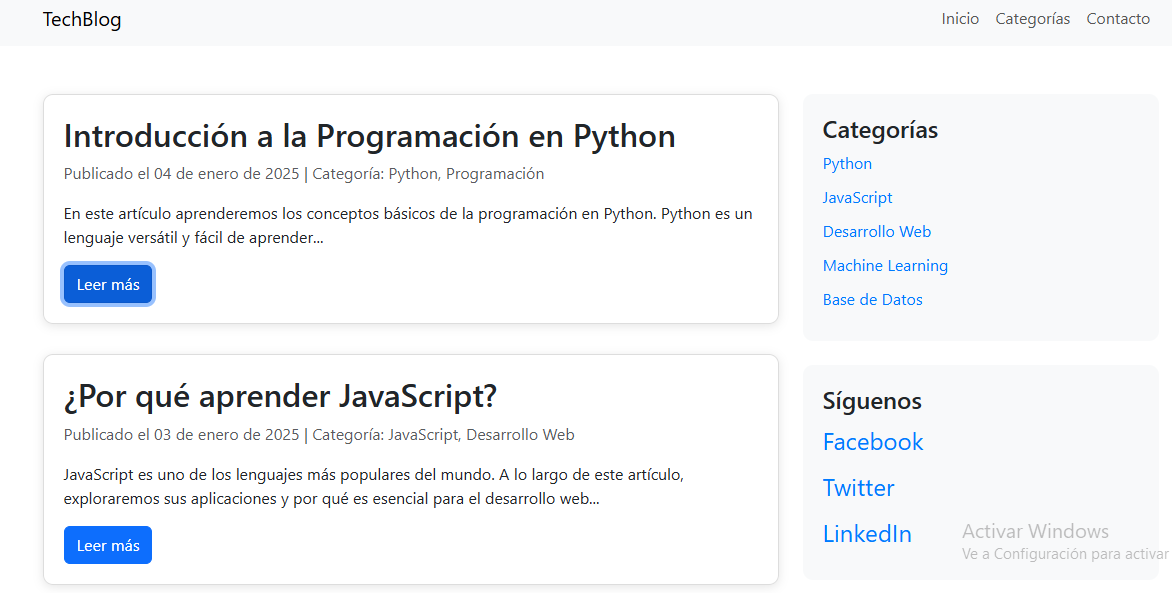 TechBlog
Inicio Categorías Contacto
Introducción a la Programación en Python
Publicado el 04 de enero de 2025 | Categoría: Python, Programación
En este artículo aprenderemos los conceptos básicos de la programación en Python. Python es un
lenguaje versátil y fácil de aprender...
Leer más
¿Por qué aprender JavaScript?
Publicado el 03 de enero de 2025 | Categoría: JavaScript, Desarrollo Web
JavaScript es uno de los lenguajes más populares del mundo. A lo largo de este artículo,
exploraremos sus aplicaciones y por qué es esencial para el desarrollo web...
Leer más
Categorías
Python
JavaScript
Desarrollo Web
Machine Learning
Base de Datos
Síguenos
Facebook
Twitter
LinkedIn
Activar Windows
Ve a Configuración para activar